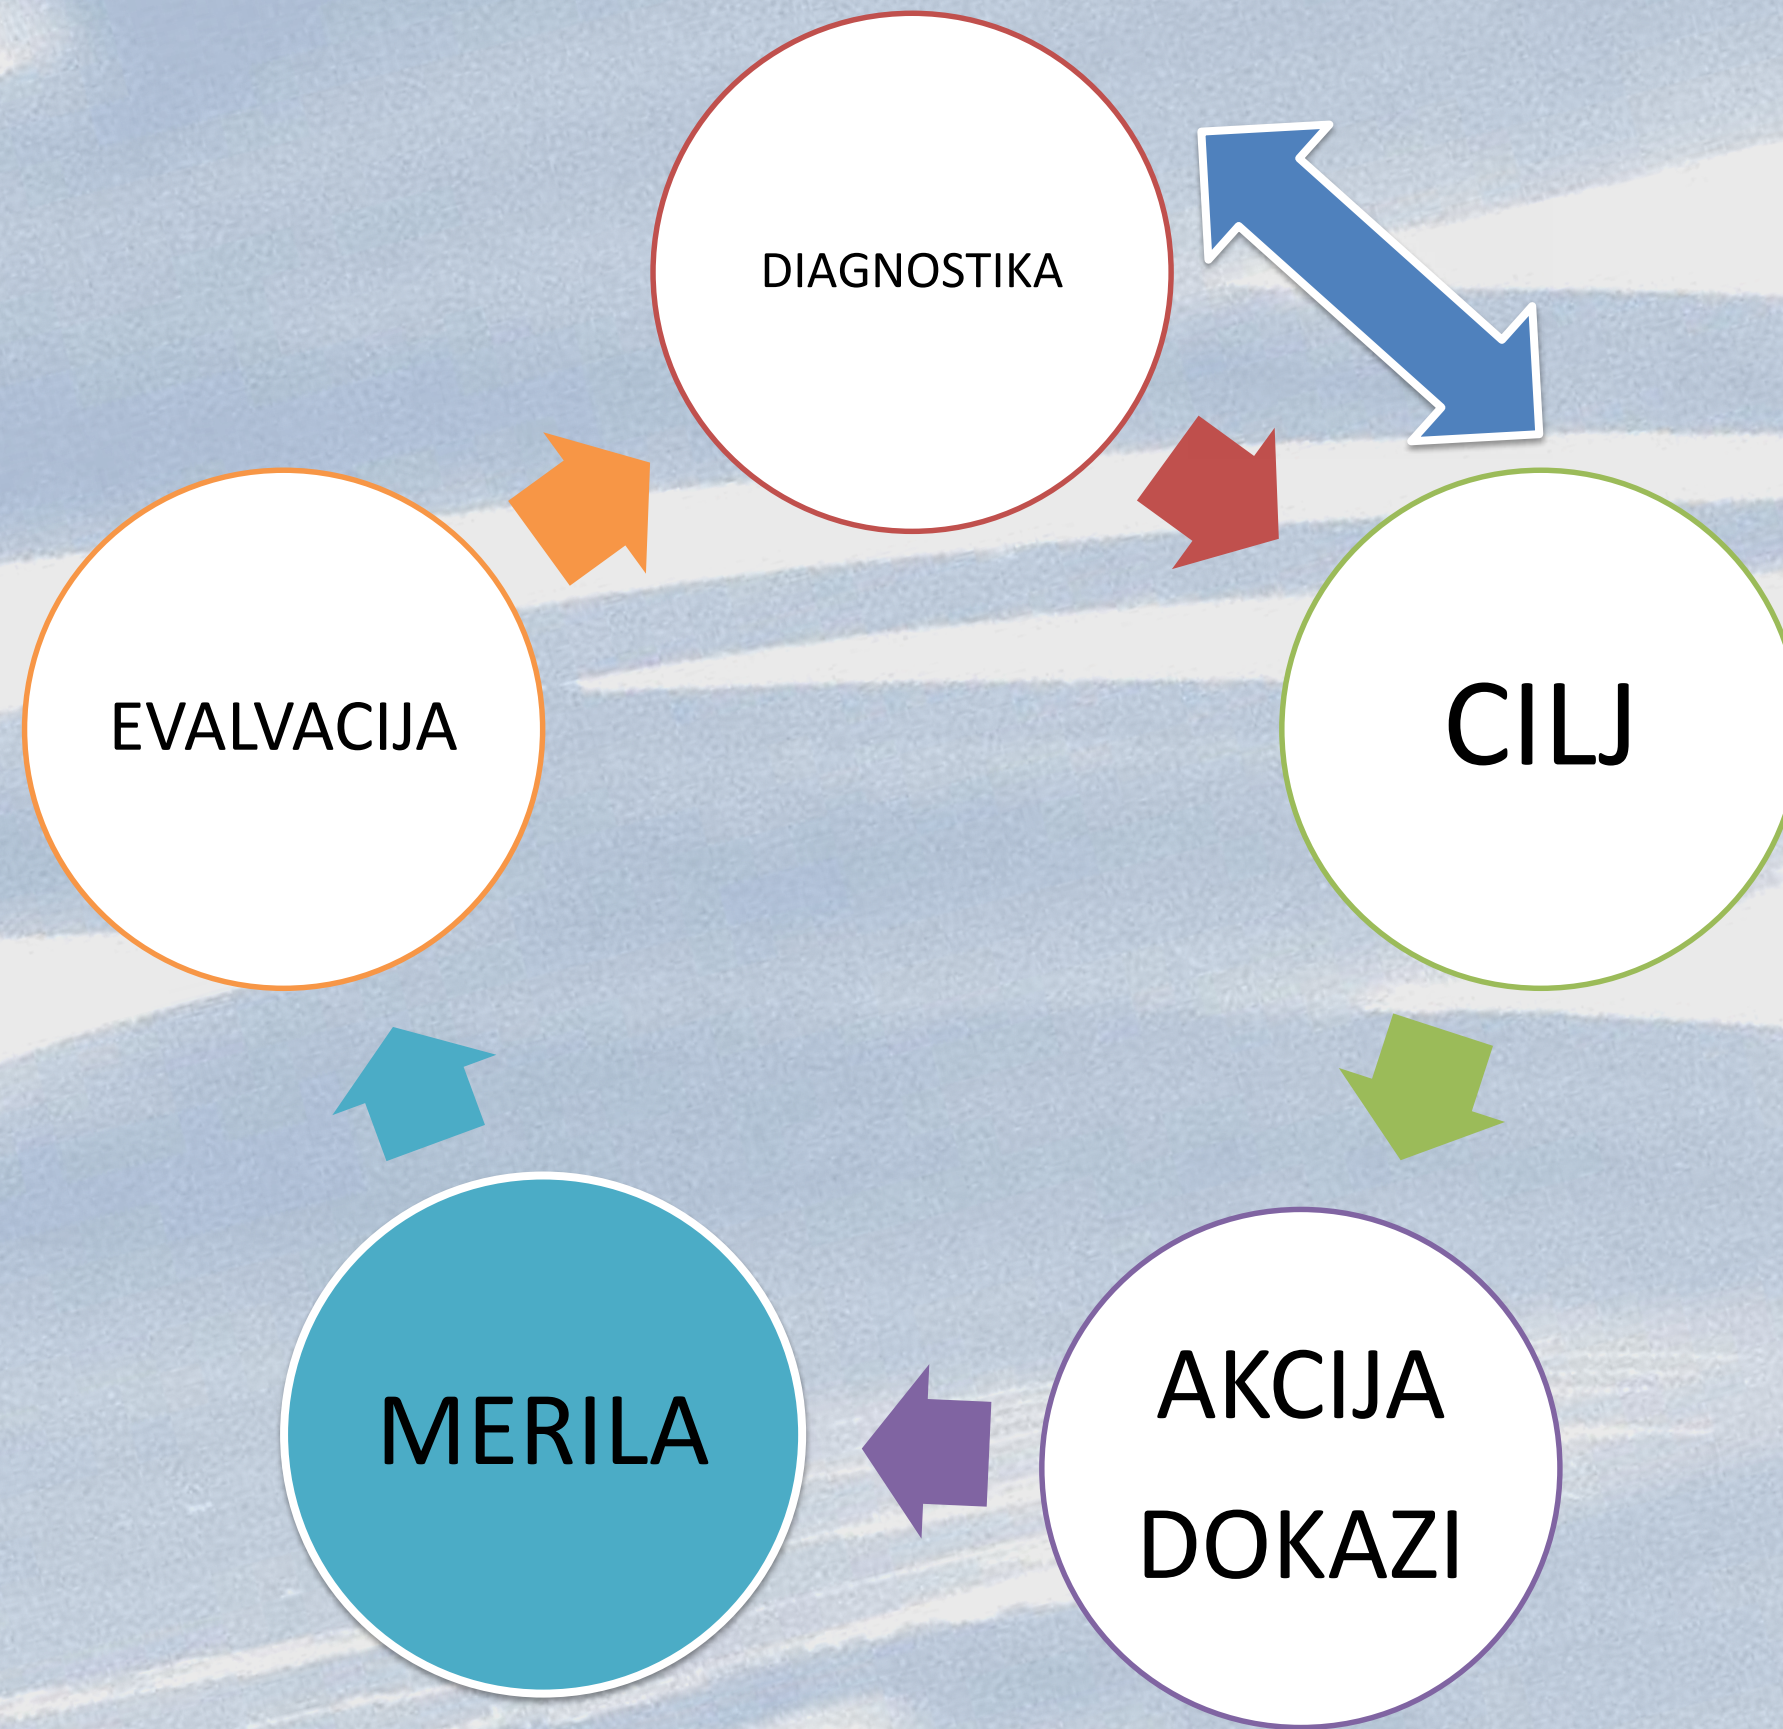 DIAGNOSTIKA
CILJ
AKCIJA
DOKAZI
MERILA
EVALVACIJA